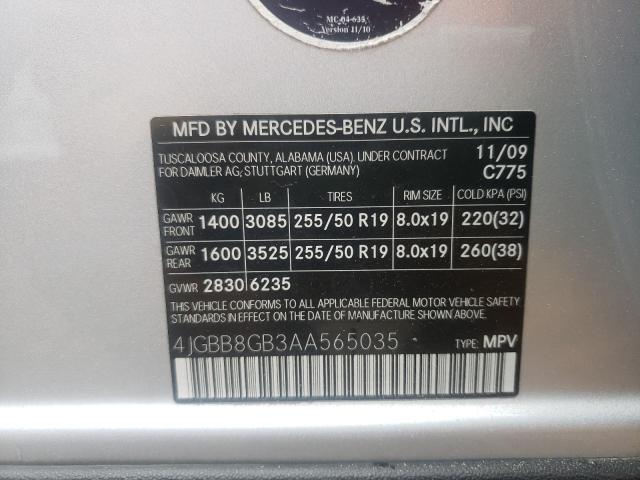 MC-04-635
Version 11/10
MFD BY MERCEDES-BENZ U.S. INTL., INC
TUSCALOOSA COUNTY, ALABAMA (USA), UNDER CONTRACT 11/09
FOR DAIMLER AG, STUTTGART (GERMANY) C775
KG LB TIRES RIM SIZE COLD KPA (PSI)
GAWR FRONT 1400 3085 255/50 R19 8.0x19 220(32)
GAWR REAR 1600 3525 255/50 R19 8.0x19 260(38)
GVWR 2830 6235
THIS VEHICLE CONFORMS TO ALL APPLICABLE FEDERAL MOTOR VEHICLE SAFETY
STANDARDS IN EFFECT ON THE DATE OF MANUFACTURE SHOWN ABOVE.
4JGBB8GB3AA565035 TYPE: MPV